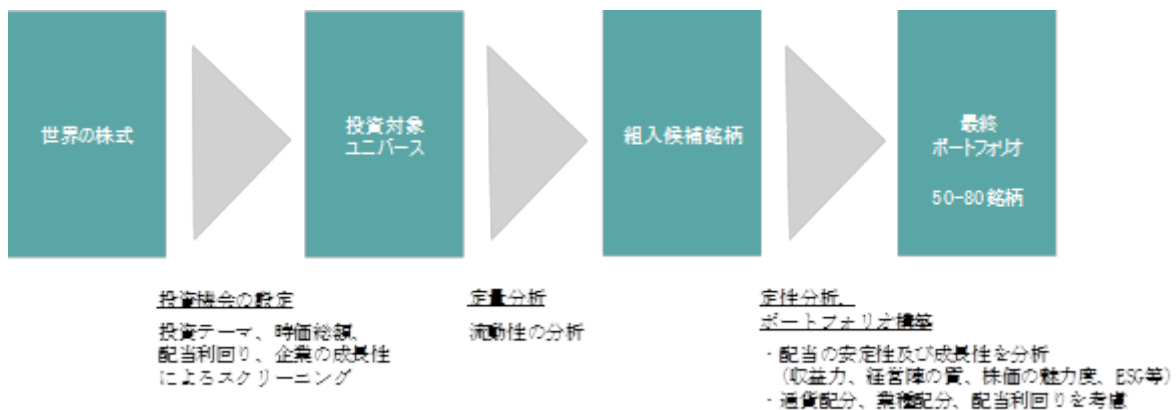 世界の株式
投資対象
ユニバース
組入候補銘柄
最終
ポートフォリオ
50-80銘柄
投資機会の設定
投資テーマ、時価総額、
配当利回り、企業の成長性
によるスクリーニング
定量分析
流動性の分析
定性分析、
ポートフォリオ構築
・配当の安定性及び成長性を分析
（収益力、経営陣の質、株価の魅力度、ESG等）
・通貨配分、業種配分、配当利回りを考慮